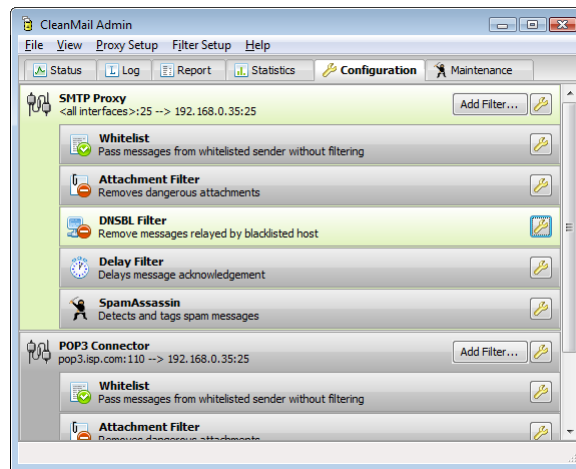 CleanMail Admin
File View Proxy Setup Filter Setup Help
Status Log Report Statistics Configuration Maintenance
SMTP Proxy
<all interfaces>:25 --> 192.168.0.35:25
Add Filter...
Whitelist
Pass messages from whitelisted sender without filtering
Attachment Filter
Removes dangerous attachments
DNSBL Filter
Remove messages relayed by blacklisted host
Delay Filter
Delays message acknowledgement
SpamAssassin
Detects and tags spam messages
POP3 Connector
pop3.isp.com:110 --> 192.168.0.35:25
Add Filter...
Whitelist
Pass messages from whitelisted sender without filtering
Attachment Filter
Removes dangerous attachments